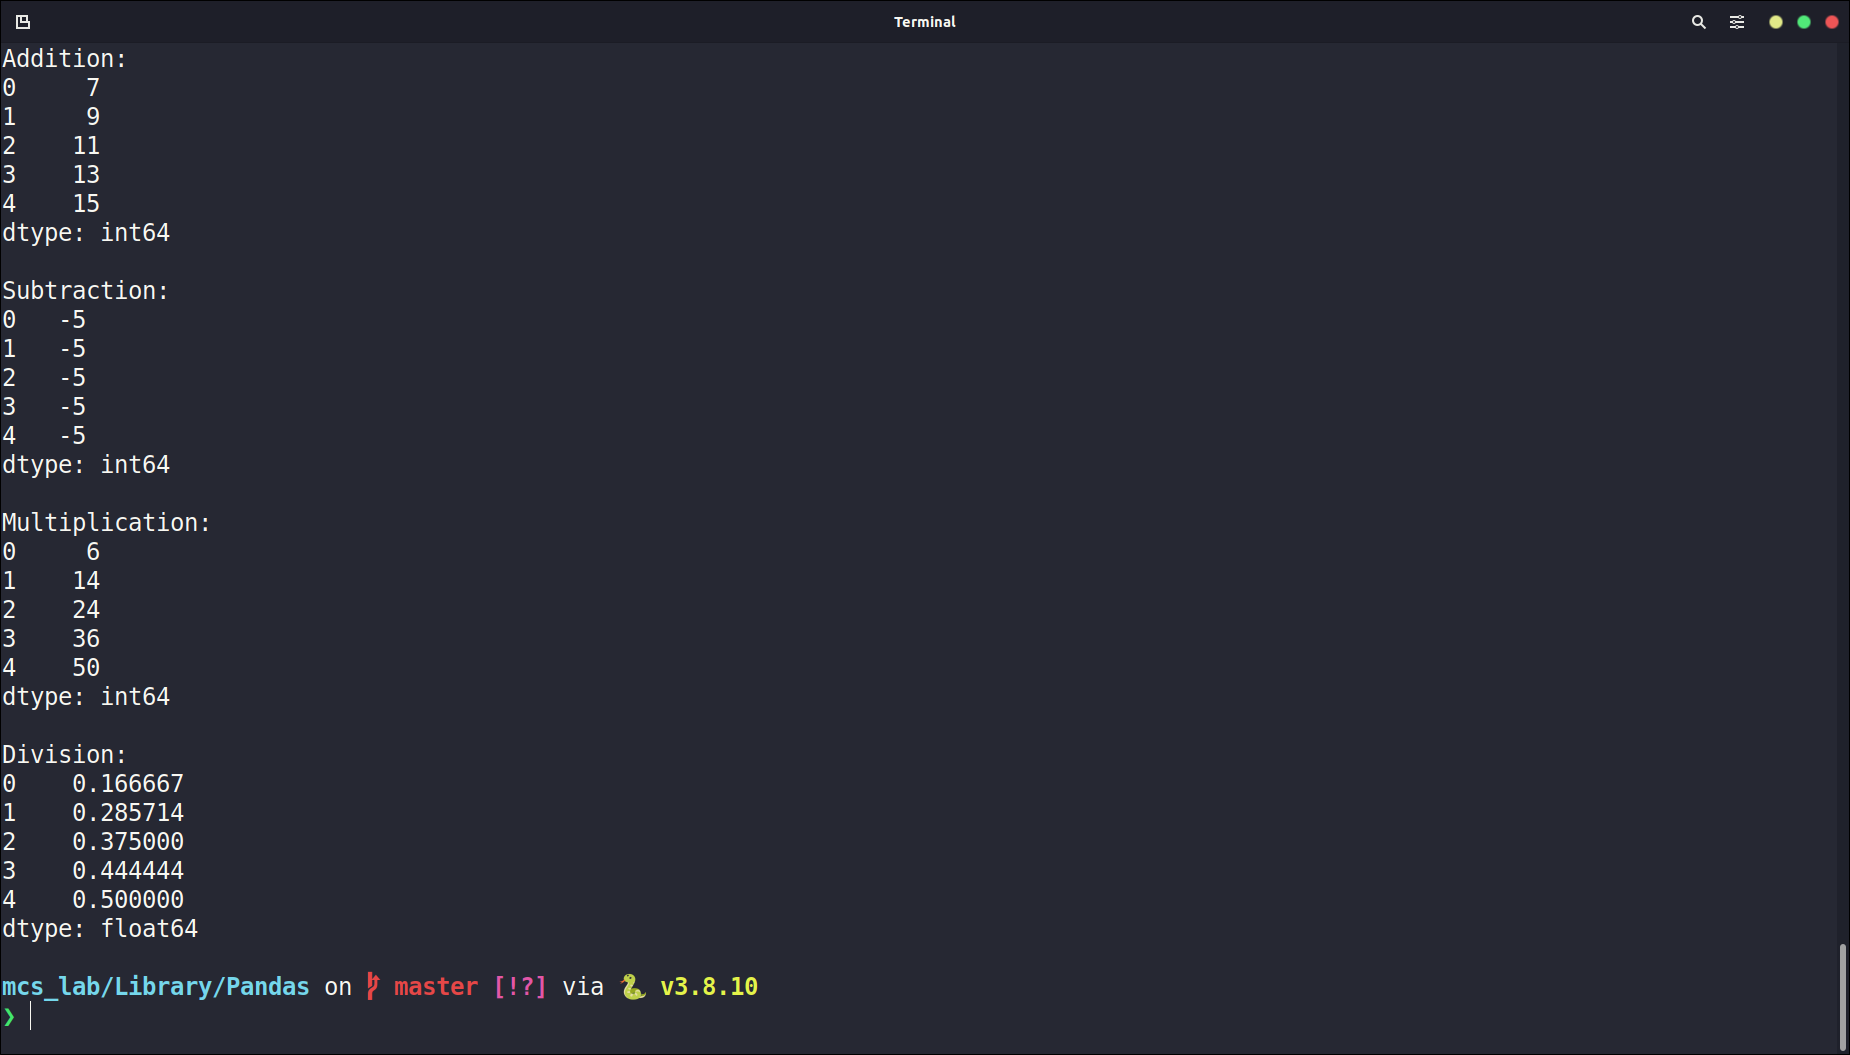 Terminal
Addition:
0     7
1     9
2    11
3    13
4    15
dtype: int64
Subtraction:
0   -5
1   -5
2   -5
3   -5
4   -5
dtype: int64
Multiplication:
0     6
1    14
2    24
3    36
4    50
dtype: int64
Division:
0    0.166667
1    0.285714
2    0.375000
3    0.444444
4    0.500000
dtype: float64
mcs_lab/Library/Pandas on master [!?] via 🐍 v3.8.10
❯